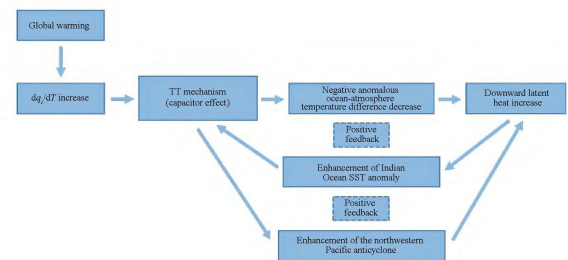 Global warming
dqs/dT increase
TT mechanism
(capacitor effect)
Negative anomalous
ocean-atmosphere
temperature difference decrease
Downward latent
heat increase
Positive
feedback
Enhancement of Indian
Ocean SST anomaly
Positive
feedback
Enhancement of the northwestern
Pacific anticyclone